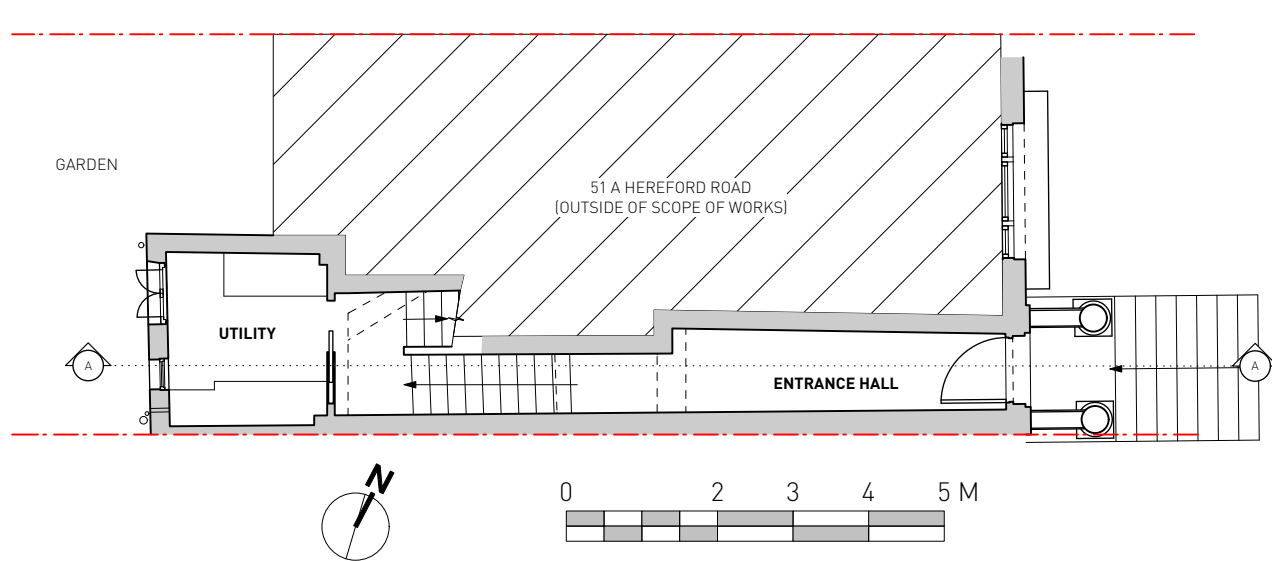 GARDEN
51 A HEREFORD ROAD
(OUTSIDE OF SCOPE OF WORKS)
UTILITY
A
ENTRANCE HALL
A
N
0 2 3 4 5 M